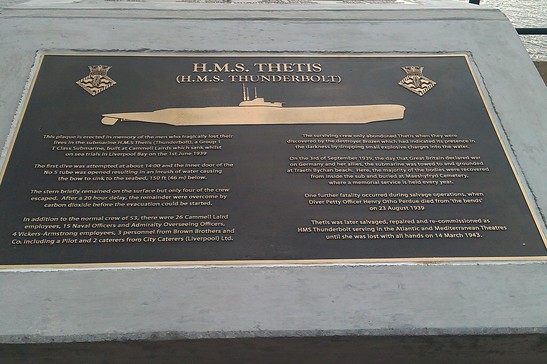 H.M.S. THETIS
(H.M.S. THUNDERBOLT)
This plaque is erected in memory of the men who tragically lost their
lives in the submarine H.M.S Thetis (Thunderbolt), a Group 1
T Class Submarine, built at Cammell Lairds which sank whilst
on sea trials in Liverpool Bay on the 1st June 1939
The first dive was attempted at about 14:00 and the inner door of the
No 5 tube was opened resulting in an inrush of water causing
the bow to sink to the seabed, 150 ft (46 m) below.
The stern briefly remained on the surface but only four of the crew
escaped. After a 20 hour delay, the remainder were overcome by
carbon dioxide before the evacuation could be started.
In addition to the normal crew of 53, there were 26 Cammell Laird
employees, 15 Naval Officers and Admiralty Overseeing Officers,
4 Vickers-Armstrong employees, 3 personnel from Brown Brothers and
Co. including a Pilot and 2 caterers from City Caterers (Liverpool) Ltd.
The surviving crew only abandoned Thetis when they were
discovered by the destroyer Brazen which had indicated its presence in
the darkness by dropping small explosive charges into the water.
On the 3rd of September 1939, the day that Great Britain declared war
on Germany and her allies, the submarine was towed to and grounded
at Traeth Bychan beach. Here, the majority of the bodies were recovered
from inside the sub and buried at Maeshyfryd Cemetery,
where a memorial service is held every year.
One further fatality occurred during salvage operations, when
Diver Petty Officer Henry Otho Perdue died from 'the bends'
on 23 August 1939
Thetis was later salvaged, repaired and re-commissioned as
HMS Thunderbolt serving in the Atlantic and Mediterranean Theatres
until she was lost with all hands on 14 March 1943.